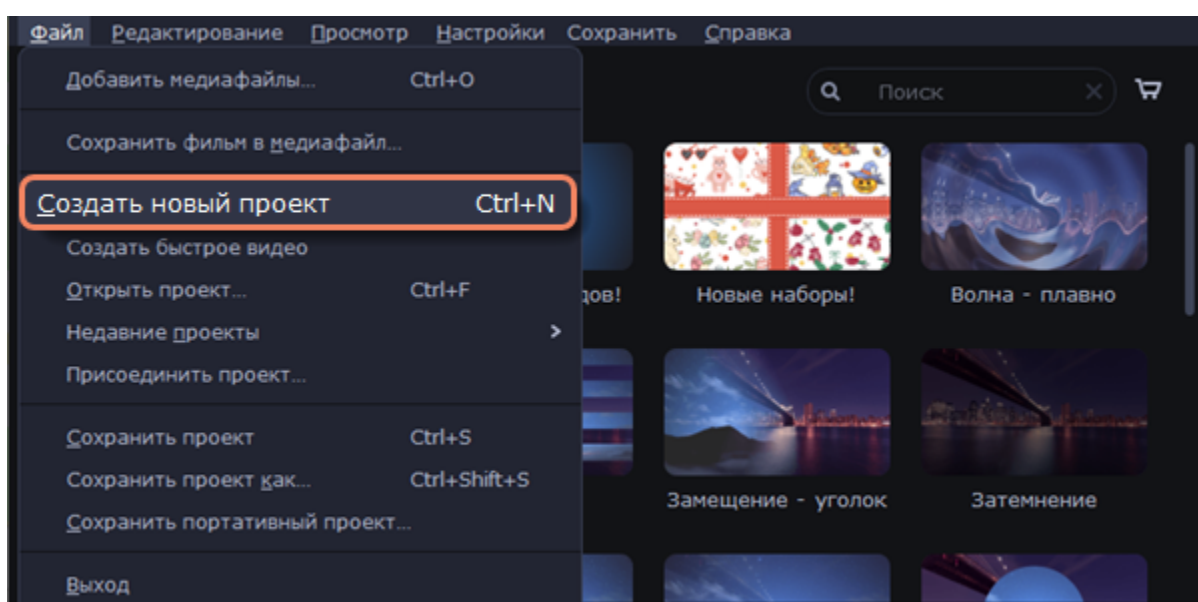 Файл Редактирование Просмотр Настройки Сохранить Справка
Добавить медиафайлы... Ctrl+O
Поиск
Сохранить фильм в медиафайл...
Создать новый проект Ctrl+N
Создать быстрое видео
Открыть проект... Ctrl+F
дов! Новые наборы! Волна - плавно
Недавние проекты
Присоединить проект...
Сохранить проект Ctrl+S
Сохранить проект как... Ctrl+Shift+S
Замещение - уголок Затемнение
Сохранить портативный проект...
Выход